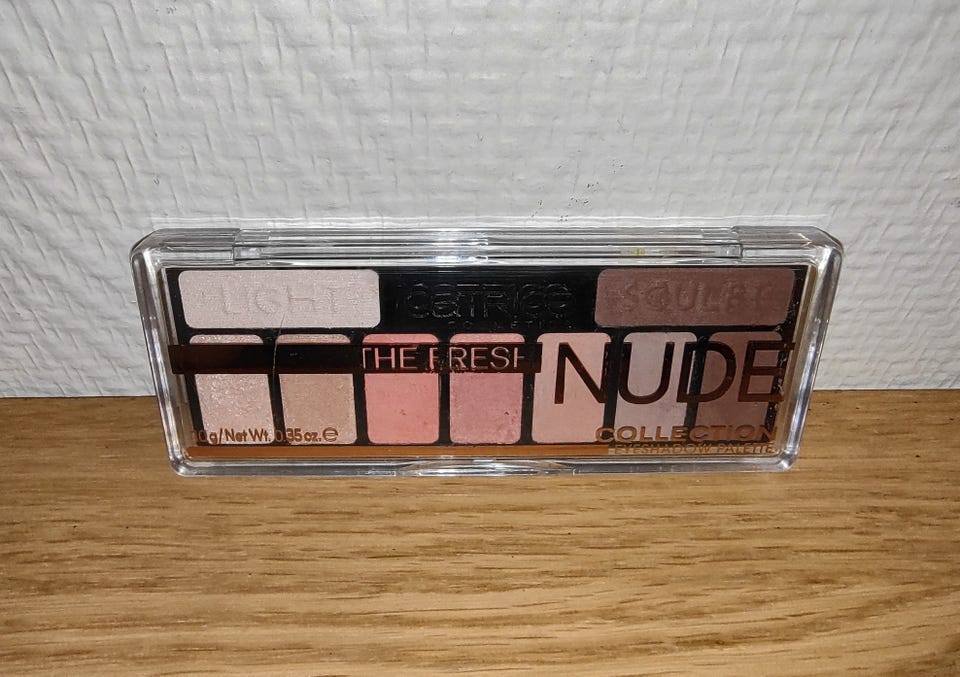 LIGHT
CATRICE
SCULPT
THE FRESH
NUDE
10g/Net Wt. 0.35 oz. ℮
COLLECTION
EYESHADOW PALETTE